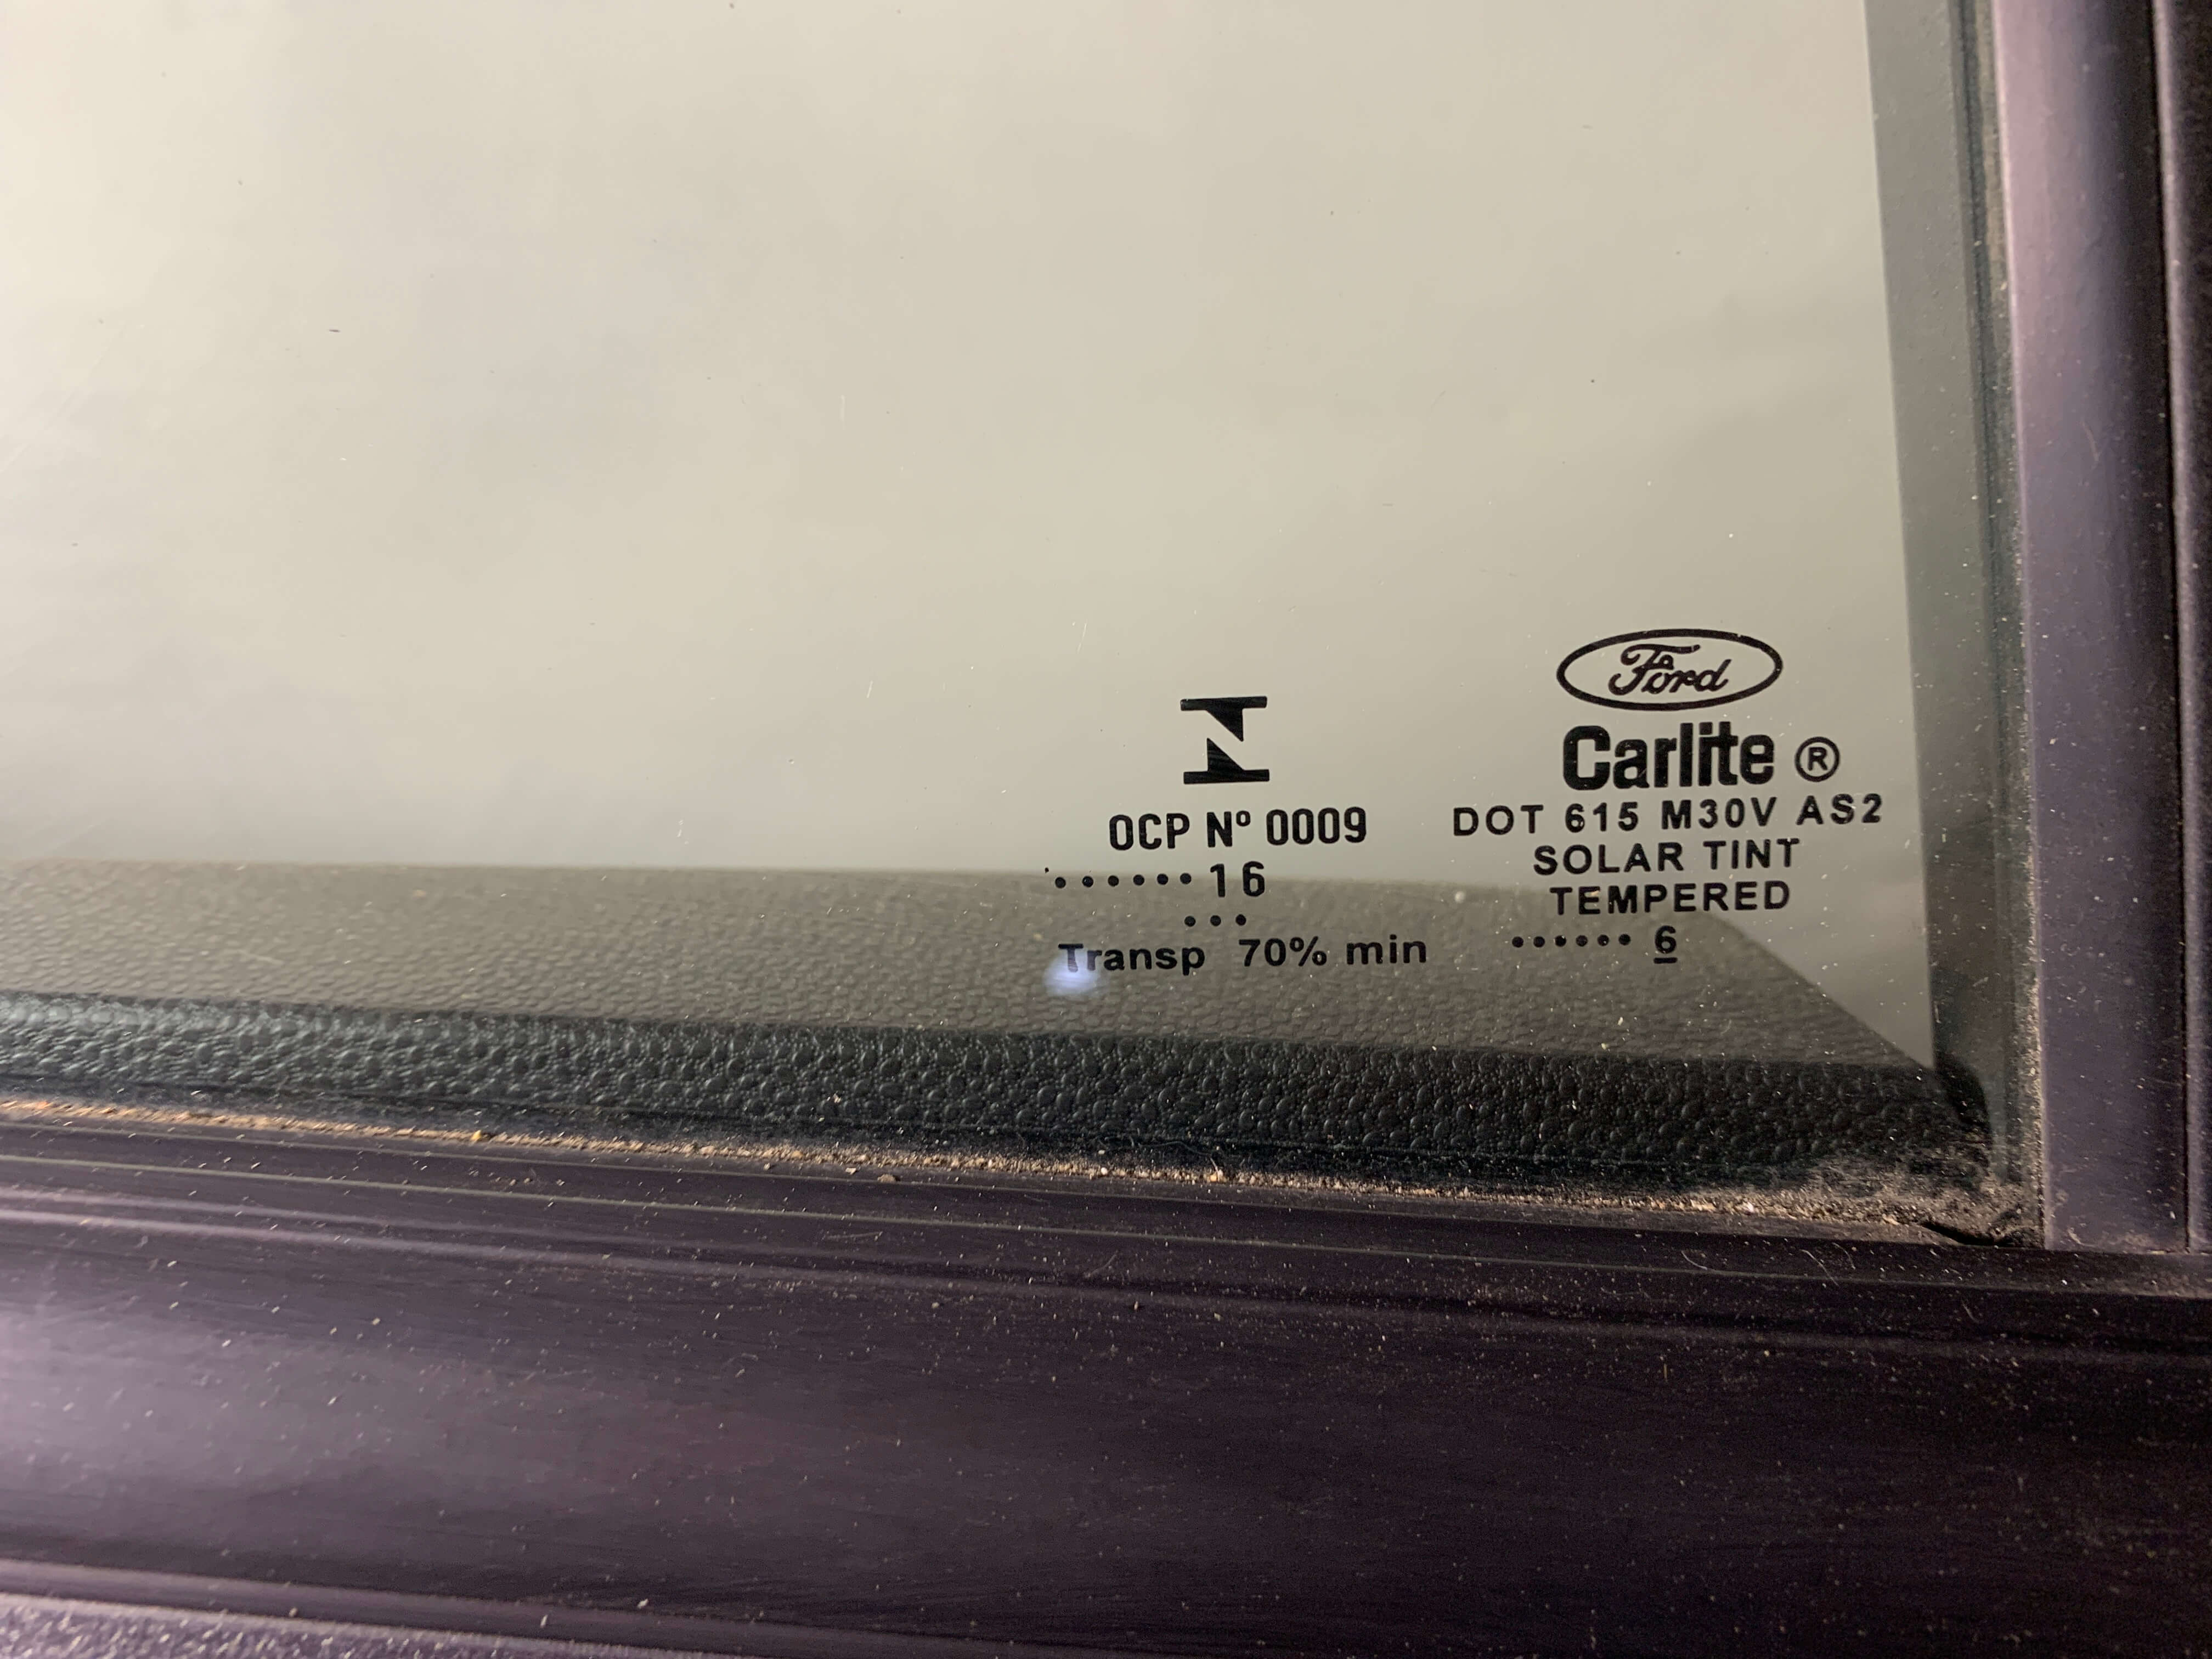 OCP Nº 0009
······16
···
Transp 70% min
Ford
Carlite ®
DOT 615 M30V AS2
SOLAR TINT
TEMPERED
······ 6